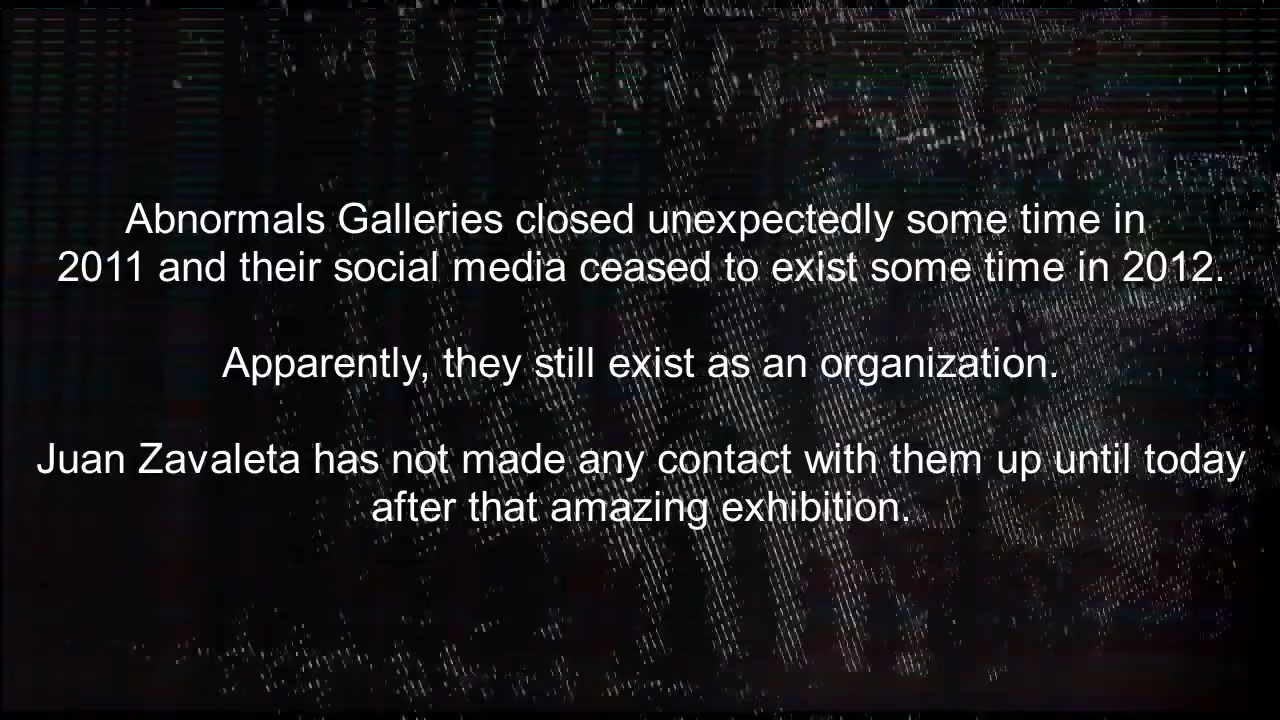 Abnormals Galleries closed unexpectedly some time in
2011 and their social media ceased to exist some time in 2012.
Apparently, they still exist as an organization.
Juan Zavaleta has not made any contact with them up until today
after that amazing exhibition.